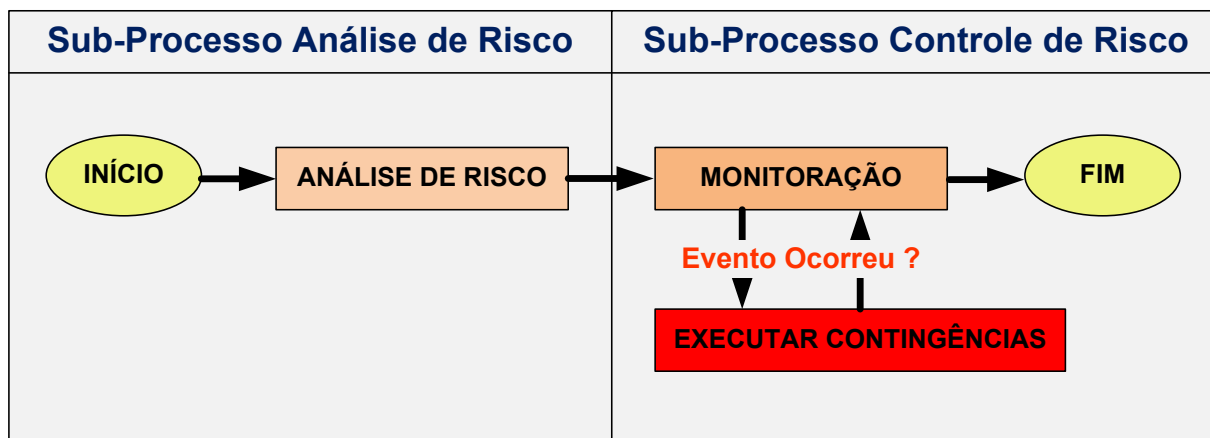 Sub-Processo Análise de Risco
Sub-Processo Controle de Risco
INÍCIO
ANÁLISE DE RISCO
MONITORAÇÃO
FIM
Evento Ocorreu ?
EXECUTAR CONTINGÊNCIAS